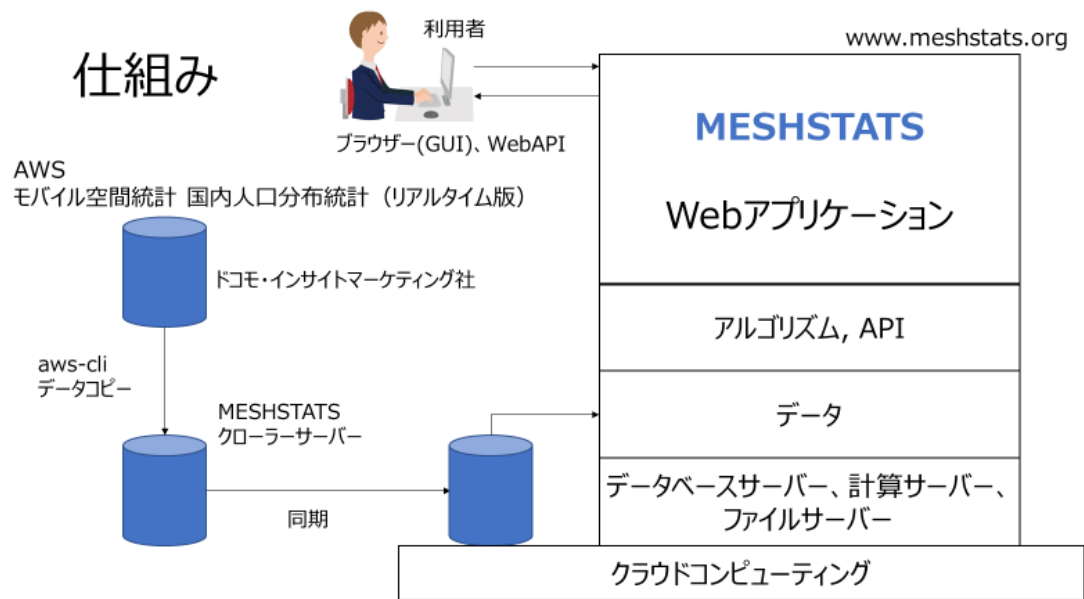 仕組み
利用者
www.meshstats.org
ブラウザー(GUI)、WebAPI
MESHSTATS
Webアプリケーション
AWS
モバイル空間統計 国内人口分布統計（リアルタイム版）
ドコモ・インサイトマーケティング社
アルゴリズム, API
aws-cli
データコピー
MESHSTATS
クローラーサーバー
データ
同期
データベースサーバー、計算サーバー、
ファイルサーバー
クラウドコンピューティング